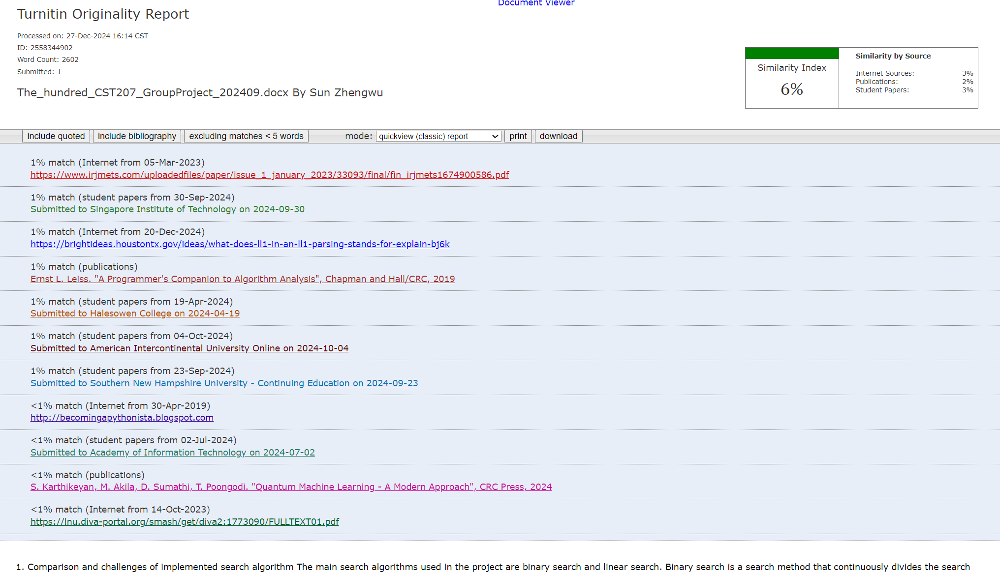 Document Viewer
Turnitin Originality Report
Processed on: 27-Dec-2024 16:14 CST
ID: 2558344902
Word Count: 2602
Submitted: 1
The_hundred_CST207_GroupProject_202409.docx By Sun Zhengwu
Similarity Index
6%
Similarity by Source
Internet Sources: 3%
Publications: 2%
Student Papers: 3%
include quoted include bibliography excluding matches < 5 words mode: quickview (classic) report print download
1% match (Internet from 05-Mar-2023)
https://www.irjmets.com/uploadedfiles/paper/issue_1_january_2023/33093/final/fin_irjmets1674900586.pdf
1% match (student papers from 30-Sep-2024)
Submitted to Singapore Institute of Technology on 2024-09-30
1% match (Internet from 20-Dec-2024)
https://brightideas.houstontx.gov/ideas/what-does-ll1-in-an-ll1-parsing-stands-for-explain-bj6k
1% match (publications)
Ernst L. Leiss. "A Programmer's Companion to Algorithm Analysis", Chapman and Hall/CRC, 2019
1% match (student papers from 19-Apr-2024)
Submitted to Halesowen College on 2024-04-19
1% match (student papers from 04-Oct-2024)
Submitted to American Intercontinental University Online on 2024-10-04
1% match (student papers from 23-Sep-2024)
Submitted to Southern New Hampshire University - Continuing Education on 2024-09-23
<1% match (Internet from 30-Apr-2019)
http://becomingapythonista.blogspot.com
<1% match (student papers from 02-Jul-2024)
Submitted to Academy of Information Technology on 2024-07-02
<1% match (publications)
S. Karthikeyan, M. Akila, D. Sumathi, T. Poongodi. "Quantum Machine Learning - A Modern Approach", CRC Press, 2024
<1% match (Internet from 14-Oct-2023)
https://lnu.diva-portal.org/smash/get/diva2:1773090/FULLTEXT01.pdf
1. Comparison and challenges of implemented search algorithm The main search algorithms used in the project are binary search and linear search. Binary search is a search method that continuously divides the search